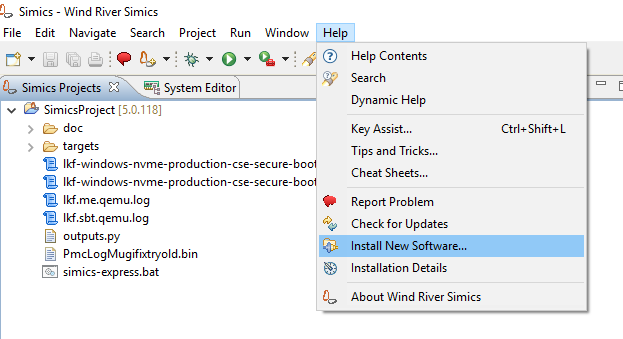 Simics - Wind River Simics
File Edit Navigate Search Project Run Window Help
Simics Projects System Editor
SimicsProject [5.0.118]
doc
targets
lkf-windows-nvme-production-cse-secure-boot
lkf-windows-nvme-production-cse-secure-boot
lkf.me.qemu.log
lkf.sbt.qemu.log
outputs.py
PmcLogMugifixtryold.bin
simics-express.bat
Help Contents
Search
Dynamic Help
Key Assist... Ctrl+Shift+L
Tips and Tricks...
Cheat Sheets...
Report Problem
Check for Updates
Install New Software...
Installation Details
About Wind River Simics